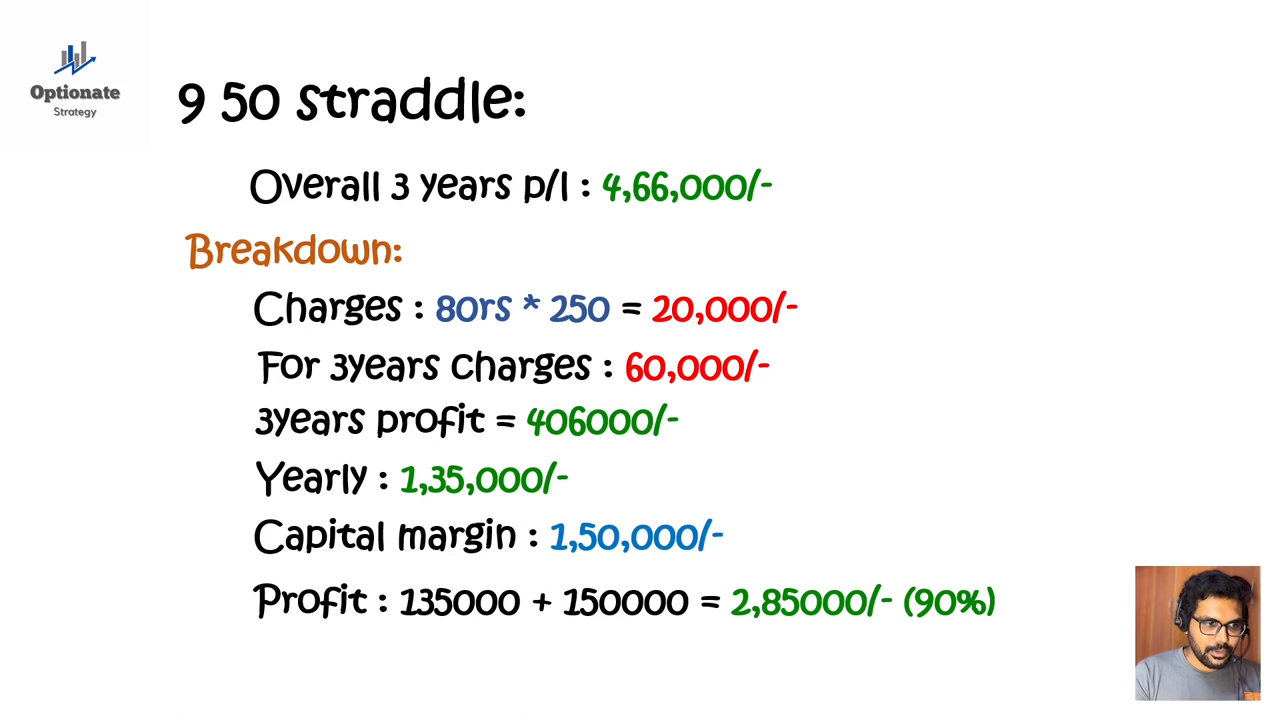 Optionate
Strategy
9 50 straddle:
Overall 3 years p/l : 4,66,000/-
Breakdown:
Charges : 80rs * 250 = 20,000/-
For 3years charges : 60,000/-
3years profit = 406000/-
Yearly : 1,35,000/-
Capital margin : 1,50,000/-
Profit : 135000 + 150000 = 2,85000/- (90%)